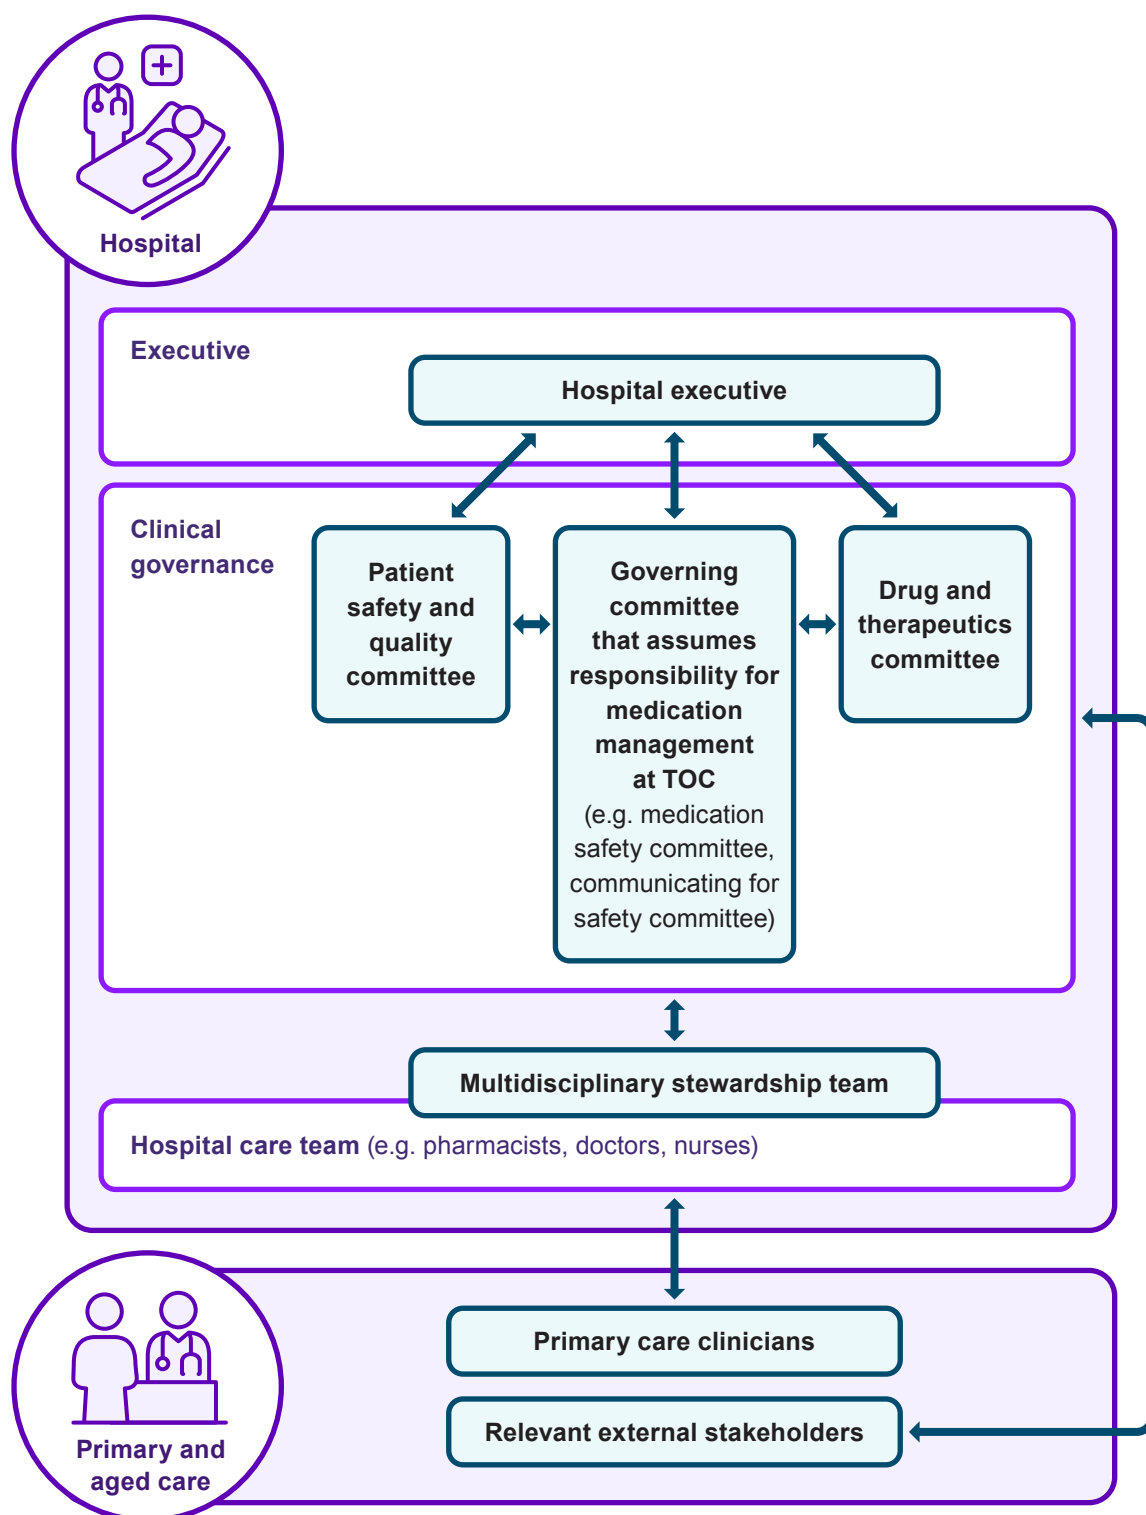 Hospital
Executive
Hospital executive
Clinical
governance
Patient
safety and
quality
committee
Governing
committee
that assumes
responsibility for
medication
management
at TOC
(e.g. medication
safety committee,
communicating for
safety committee)
Drug and
therapeutics
committee
Multidisciplinary stewardship team
Hospital care team (e.g. pharmacists, doctors, nurses)
Primary care clinicians
Relevant external stakeholders
Primary and
aged care